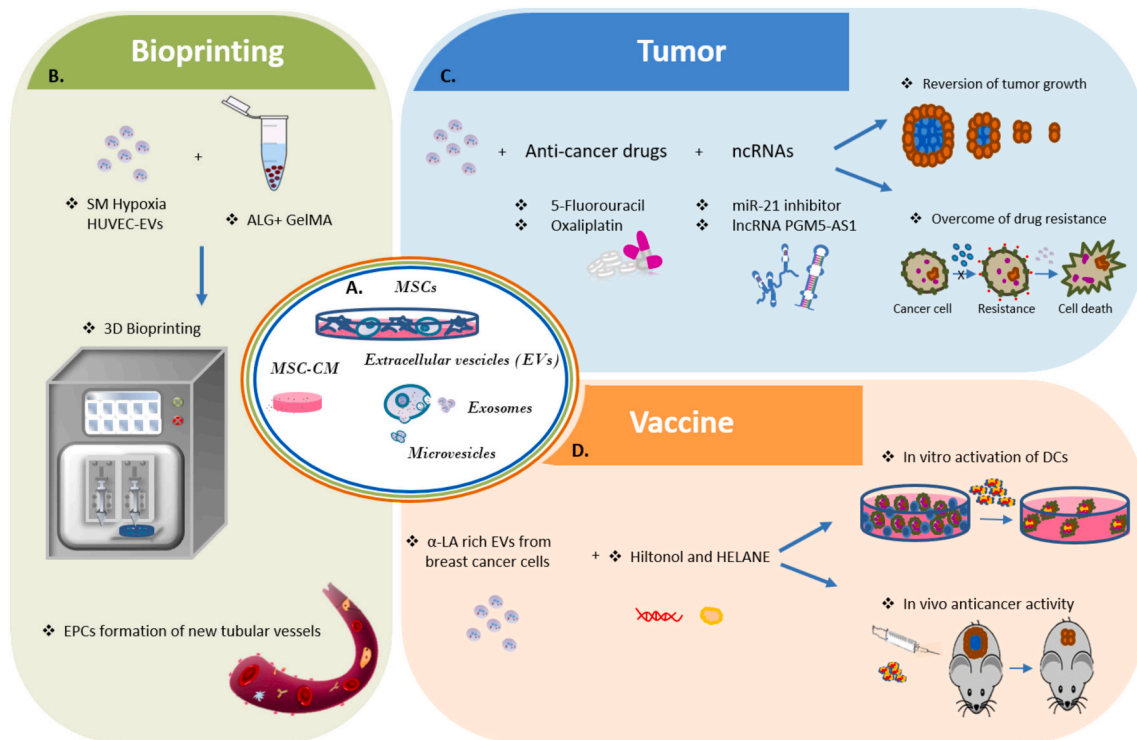 Bioprinting
B.
SM Hypoxia
HUVEC-EVs
+
ALG+ GelMA
3D Bioprinting
EPCs formation of new tubular vessels
A.
MSCs
MSC-CM
Extracellular vesicles (EVs)
Exosomes
Microvesicles
Tumor
C.
+ Anti-cancer drugs + ncRNAs
5-Fluorouracil
Oxaliplatin
miR-21 inhibitor
lncRNA PGM5-AS1
Reversion of tumor growth
Overcome of drug resistance
X
Cancer cell
Resistance
Cell death
Vaccine
D.
α-LA rich EVs from
breast cancer cells
+ Hiltonol and HELANE
In vitro activation of DCs
In vivo anticancer activity